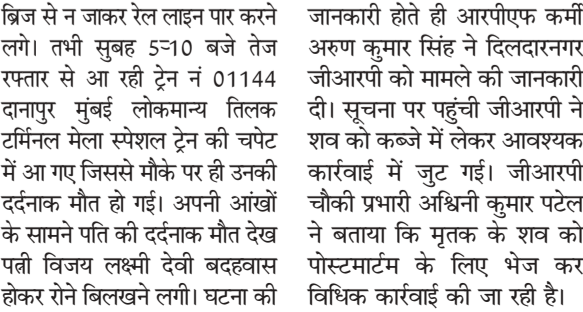 ब्रिज से न जाकर रेल लाइन पार करने
लगे। तभी सुबह 5ः10 बजे तेज
रफ्तार से आ रही ट्रेन नं 01144
दानापुर मुंबई लोकमान्य तिलक
टर्मिनल मेला स्पेशल ट्रेन की चपेट
में आ गए जिससे मौके पर ही उनकी
दर्दनाक मौत हो गई। अपनी आंखों
के सामने पति की दर्दनाक मौत देख
पत्नी विजय लक्ष्मी देवी बदहवास
होकर रोने बिलखने लगी। घटना की
जानकारी होते ही आरपीएफ कर्मी
अरुण कुमार सिंह ने दिलदारनगर
जीआरपी को मामले की जानकारी
दी। सूचना पर पहुंची जीआरपी ने
शव को कब्जे में लेकर आवश्यक
कार्रवाई में जुट गई। जीआरपी
चौकी प्रभारी अश्विनी कुमार पटेल
ने बताया कि मृतक के शव को
पोस्टमार्टम के लिए भेज कर
विधिक कार्रवाई की जा रही है।